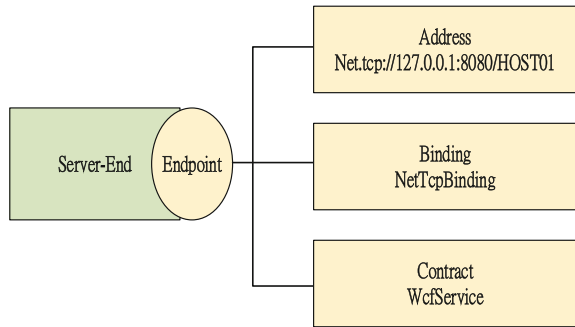 Address
Net.tcp://127.0.0.1:8080/HOST01
Server-End
Endpoint
Binding
NetTcpBinding
Contract
WcfService